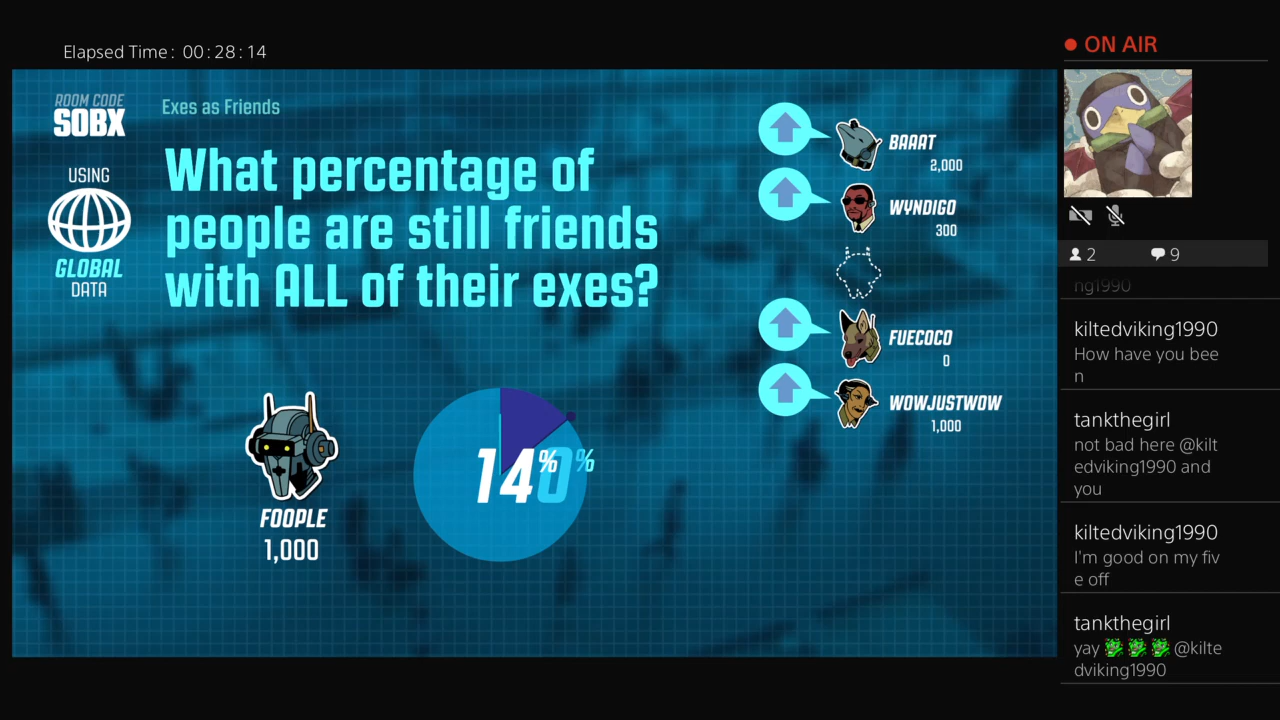 Elapsed Time: 00:28:14
ROOM CODE
SOBX
USING
GLOBAL
DATA
Exes as Friends
What percentage of
people are still friends
with ALL of their exes?
FOOPLE
1,000
14%
0%
BAAAT
2,000
WYNDIGO
300
FUECOCO
0
WOWJUSTWOW
1,000
ON AIR
2
9
ng1990
kiltedviking1990
How have you bee
n
tankthegirl
not bad here @kilt
edviking1990 and
you
kiltedviking1990
I'm good on my fiv
e off
tankthegirl
yay @kilte
dviking1990